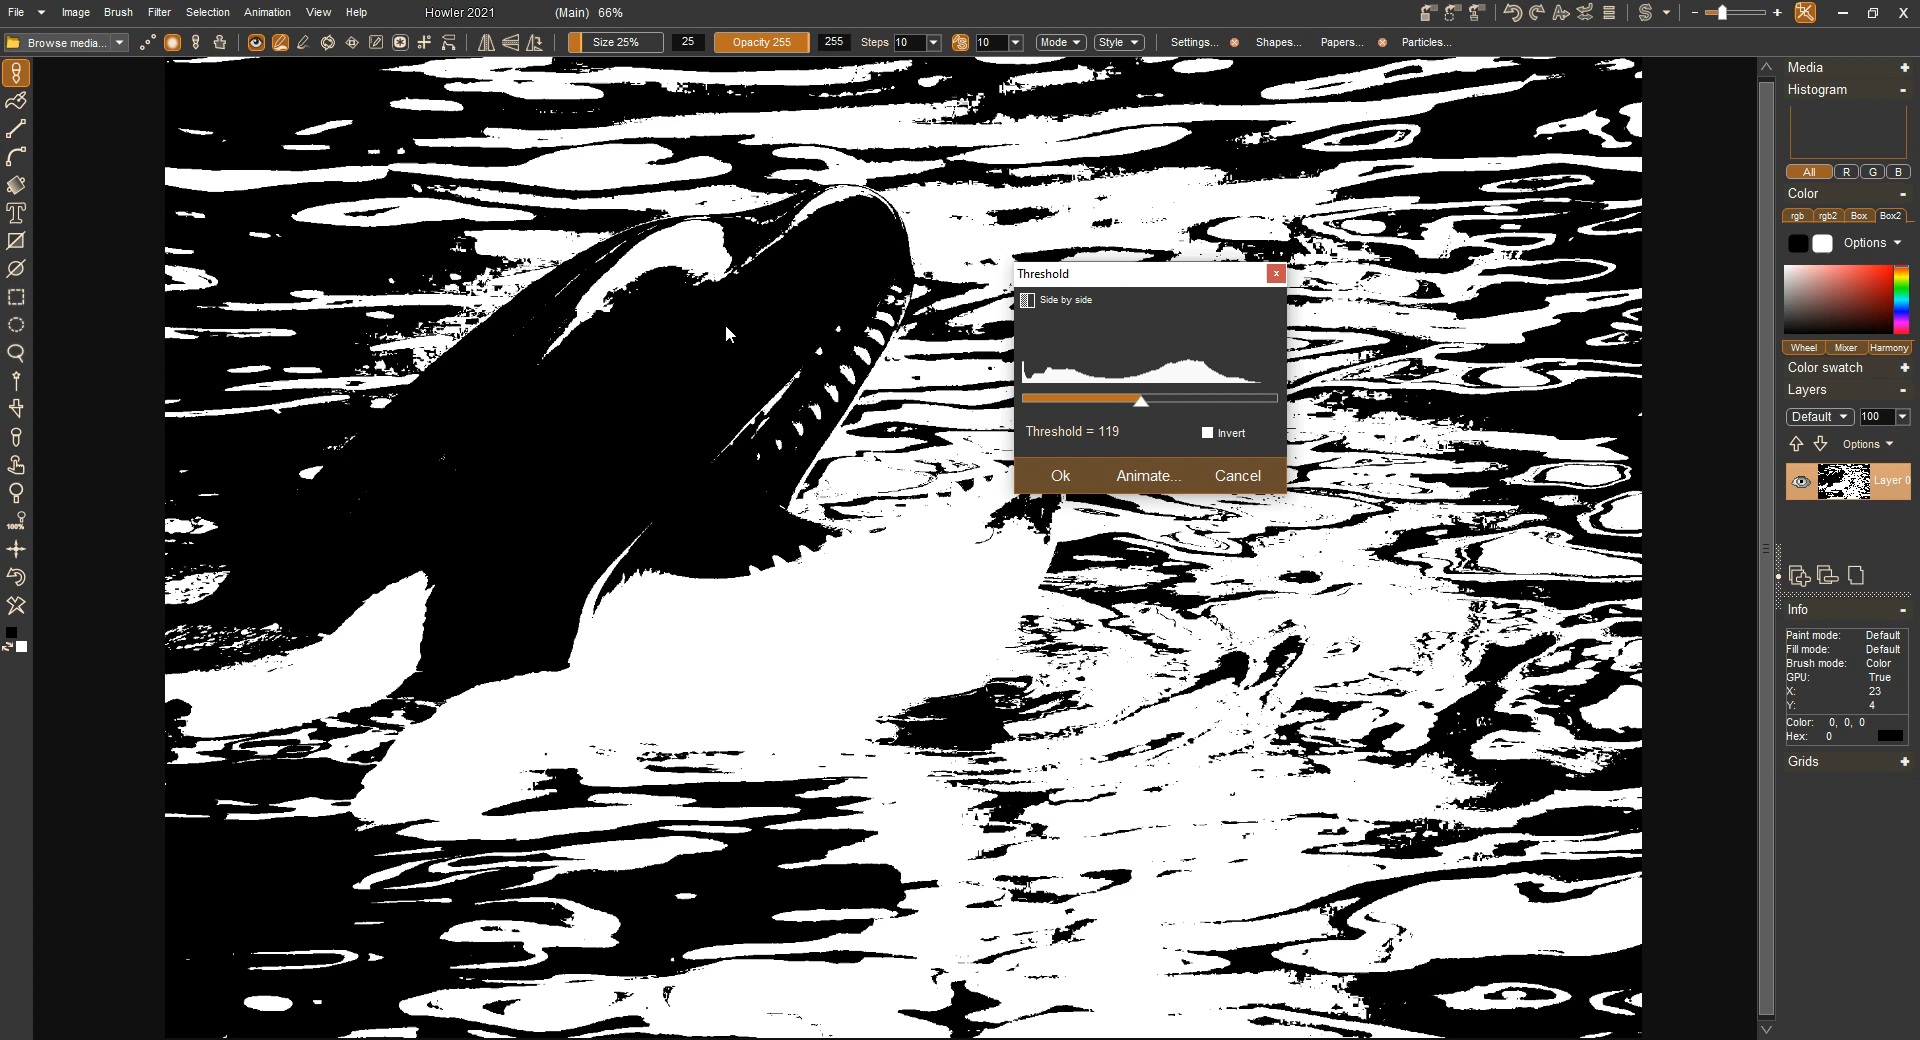 File Image Brush Filter Selection Animation View Help Howler 2021 (Main) 66%
Browse media... Size 25% 25 Opacity 255 255 Steps 10 10 Mode Style Settings... Shapes... Papers... Particles...
Media
Histogram
All R G B
Color
rgb rgb2 Box Box2
Options
Wheel Mixer Harmony
Color swatch
Layers
Default 100
Options
Layer 0
Info
Paint mode: Default
Fill mode: Default
Brush mode: Color
GPU: True
X: 23
Y: 4
Color: 0, 0, 0
Hex: 0
Grids
Threshold x
Side by side
Threshold = 119 Invert
Ok Animate... Cancel
100%